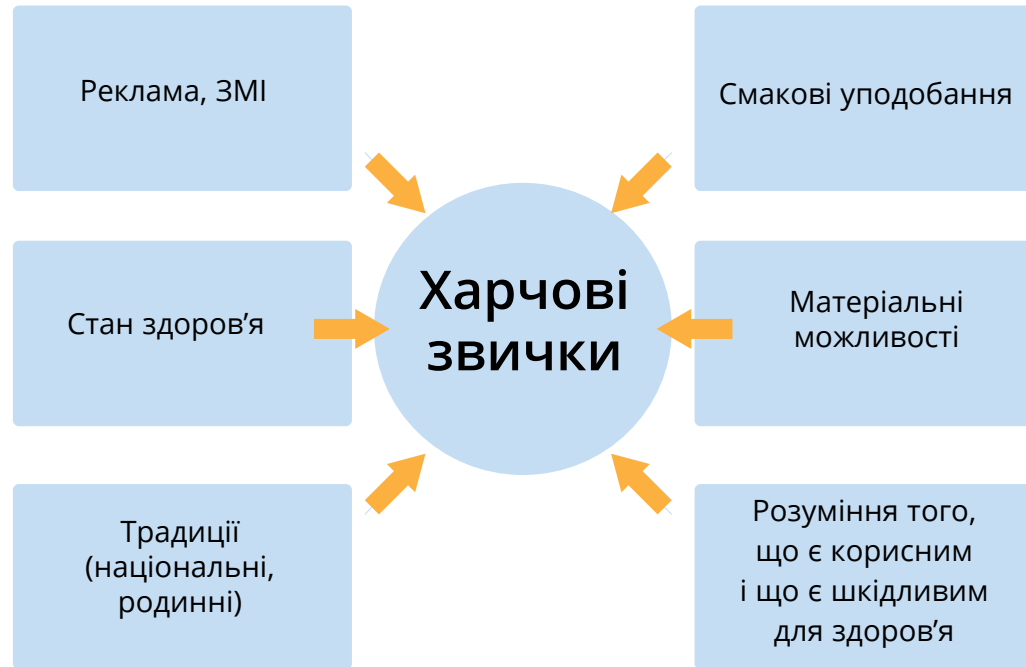 Реклама, ЗМІ
Смакові уподобання
Харчові
звички
Стан здоров’я
Матеріальні
можливості
Традиції
(національні,
родинні)
Розуміння того,
що є корисним
і що є шкідливим
для здоров’я